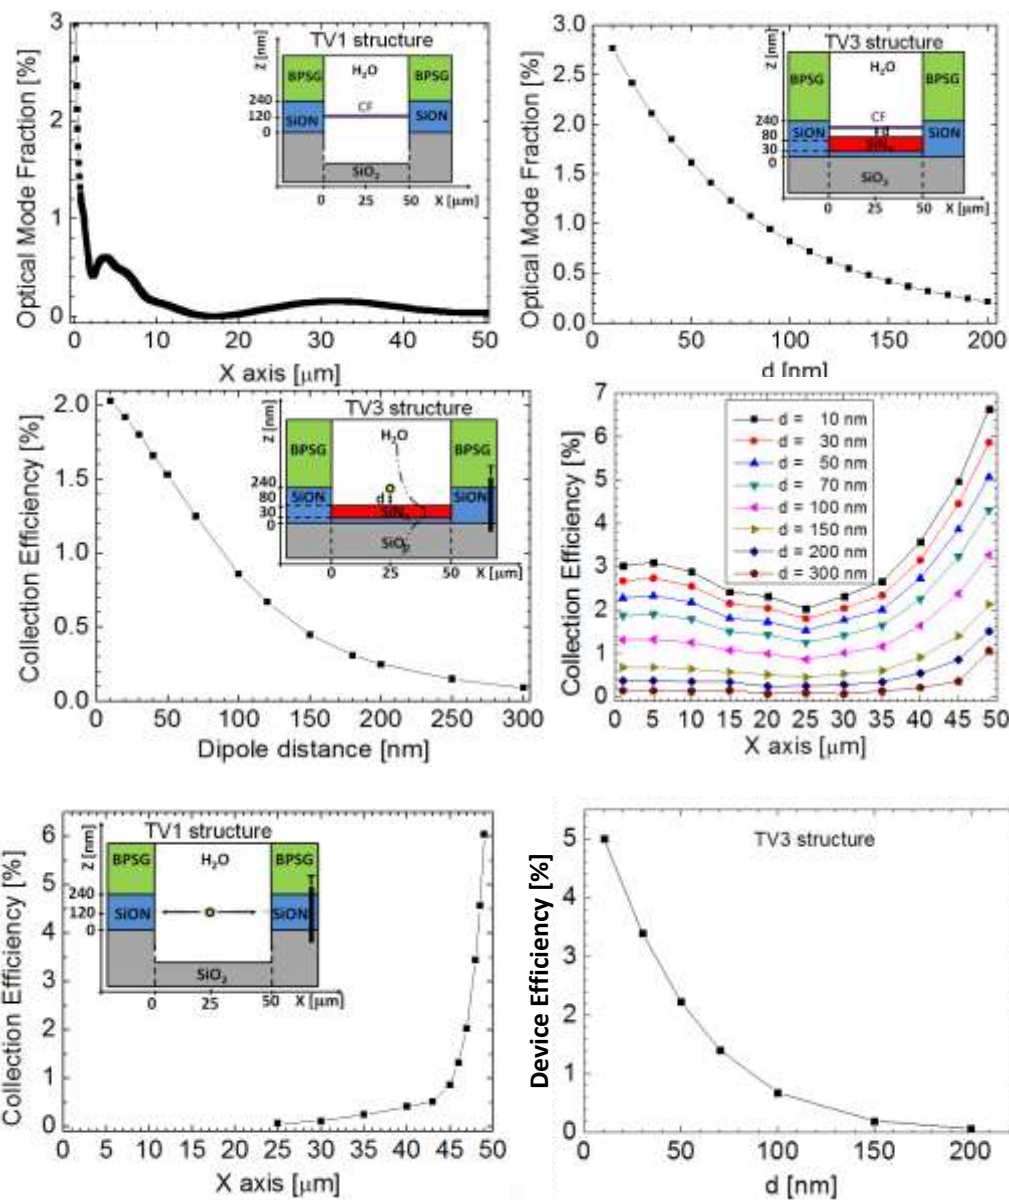 3
2
1
0
Optical Mode Fraction [%]
TV1 structure
Z [nm]
BPSG
H₂O
BPSG
240
120
0
SiON
CF
SiON
SiO₂
0 25 50 X [μm]
0 10 20 30 40 50
X axis [μm]
3.0
2.5
2.0
1.5
1.0
0.5
0.0
Optical Mode Fraction [%]
TV3 structure
Z [nm]
BPSG
H₂O
BPSG
CF
240
80
30
0
SiON
d
SiON
SiO₂
0 25 50 X [μm]
0 50 100 150 200
d [nm]
2.0
1.5
1.0
0.5
0.0
Collection Efficiency [%]
TV3 structure
Z [nm]
BPSG
H₂O
BPSG
T
240
80
30
0
SiON
d
SiON
0 25 50 X [μm]
0 50 100 150 200 250 300
Dipole distance [nm]
7
6
5
4
3
2
1
0
Collection Efficiency [%]
d = 10 nm
d = 30 nm
d = 50 nm
d = 70 nm
d = 100 nm
d = 150 nm
d = 200 nm
d = 300 nm
0 5 10 15 20 25 30 35 40 45 50
X axis [μm]
6
5
4
3
2
1
0
Collection Efficiency [%]
TV1 structure
Z [nm]
BPSG
H₂O
BPSG
T
240
120
0
SiON
SiON
SiO₂
0 25 50 X [μm]
0 5 10 15 20 25 30 35 40 45 50
X axis [μm]
5
4
3
2
1
0
Device Efficiency [%]
TV3 structure
0 50 100 150 200
d [nm]